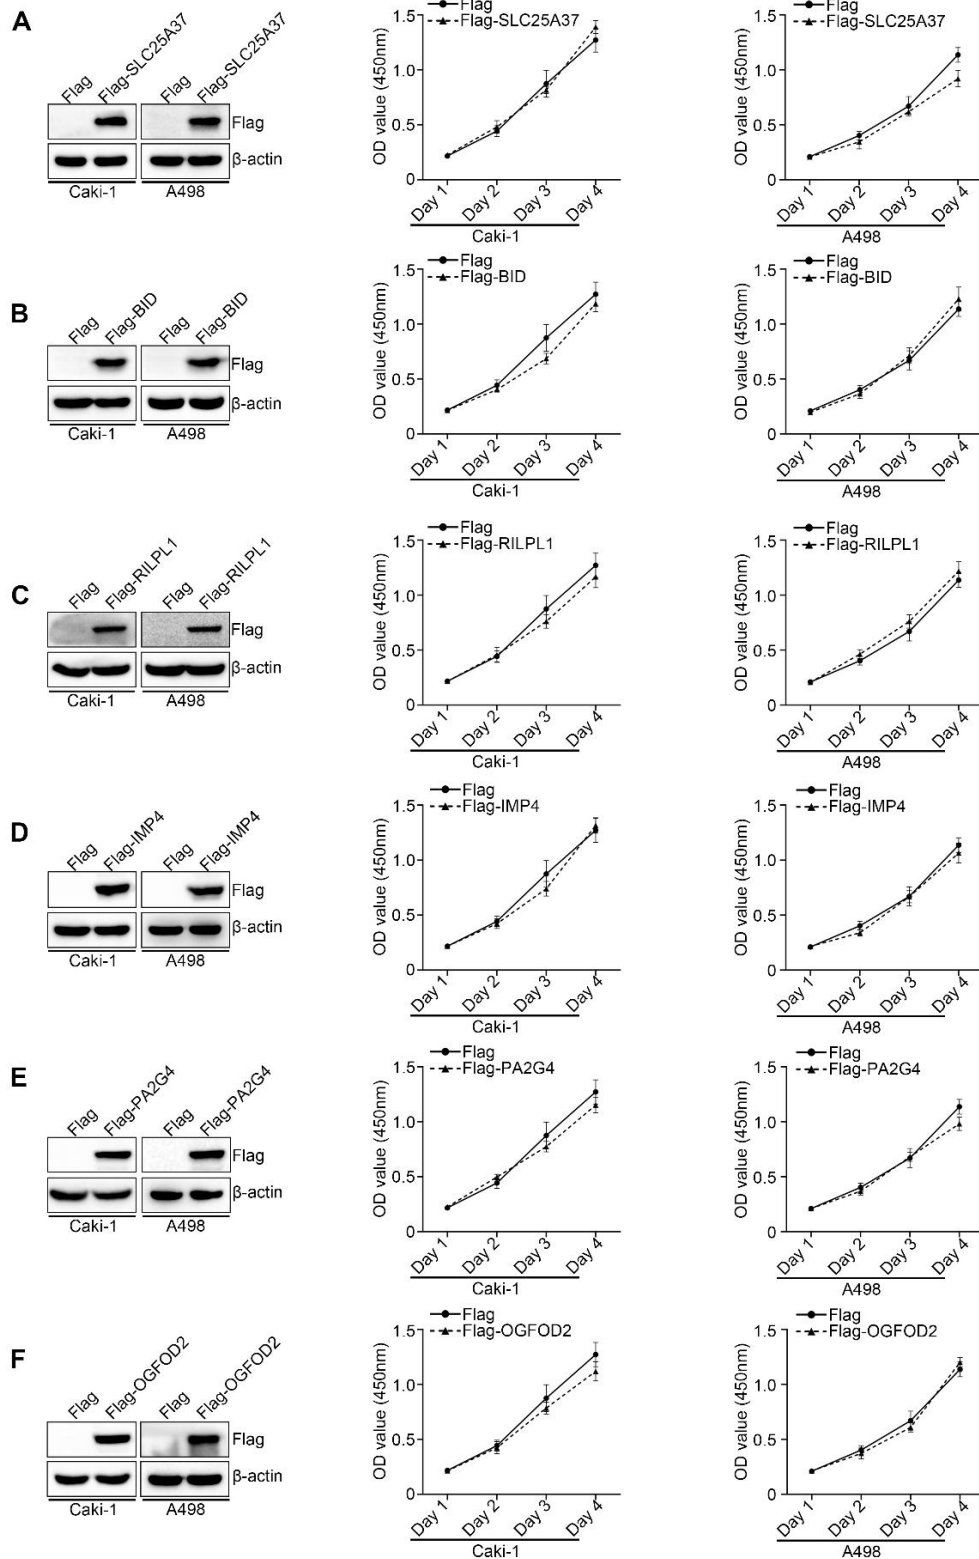 A
Flag
Flag-SLC25A37
Flag
Flag-SLC25A37
Flag
β-actin
Caki-1
A498
Flag
Flag-SLC25A37
OD value (450nm)
1.5
1.0
0.5
0
Day 1
Day 2
Day 3
Day 4
Caki-1
Flag
Flag-SLC25A37
OD value (450nm)
1.5
1.0
0.5
0
Day 1
Day 2
Day 3
Day 4
A498
B
Flag
Flag-BID
Flag
Flag-BID
Flag
β-actin
Caki-1
A498
Flag
Flag-BID
OD value (450nm)
1.5
1.0
0.5
0
Day 1
Day 2
Day 3
Day 4
Caki-1
Flag
Flag-BID
OD value (450nm)
1.5
1.0
0.5
0
Day 1
Day 2
Day 3
Day 4
A498
C
Flag
Flag-RILPL1
Flag
Flag-RILPL1
Flag
β-actin
Caki-1
A498
Flag
Flag-RILPL1
OD value (450nm)
1.5
1.0
0.5
0
Day 1
Day 2
Day 3
Day 4
Caki-1
Flag
Flag-RILPL1
OD value (450nm)
1.5
1.0
0.5
0
Day 1
Day 2
Day 3
Day 4
A498
D
Flag
Flag-IMP4
Flag
Flag-IMP4
Flag
β-actin
Caki-1
A498
Flag
Flag-IMP4
OD value (450nm)
1.5
1.0
0.5
0
Day 1
Day 2
Day 3
Day 4
Caki-1
Flag
Flag-IMP4
OD value (450nm)
1.5
1.0
0.5
0
Day 1
Day 2
Day 3
Day 4
A498
E
Flag
Flag-PA2G4
Flag
Flag-PA2G4
Flag
β-actin
Caki-1
A498
Flag
Flag-PA2G4
OD value (450nm)
1.5
1.0
0.5
0
Day 1
Day 2
Day 3
Day 4
Caki-1
Flag
Flag-PA2G4
OD value (450nm)
1.5
1.0
0.5
0
Day 1
Day 2
Day 3
Day 4
A498
F
Flag
Flag-OGFOD2
Flag
Flag-OGFOD2
Flag
β-actin
Caki-1
A498
Flag
Flag-OGFOD2
OD value (450nm)
1.5
1.0
0.5
0
Day 1
Day 2
Day 3
Day 4
Caki-1
Flag
Flag-OGFOD2
OD value (450nm)
1.5
1.0
0.5
0
Day 1
Day 2
Day 3
Day 4
A498